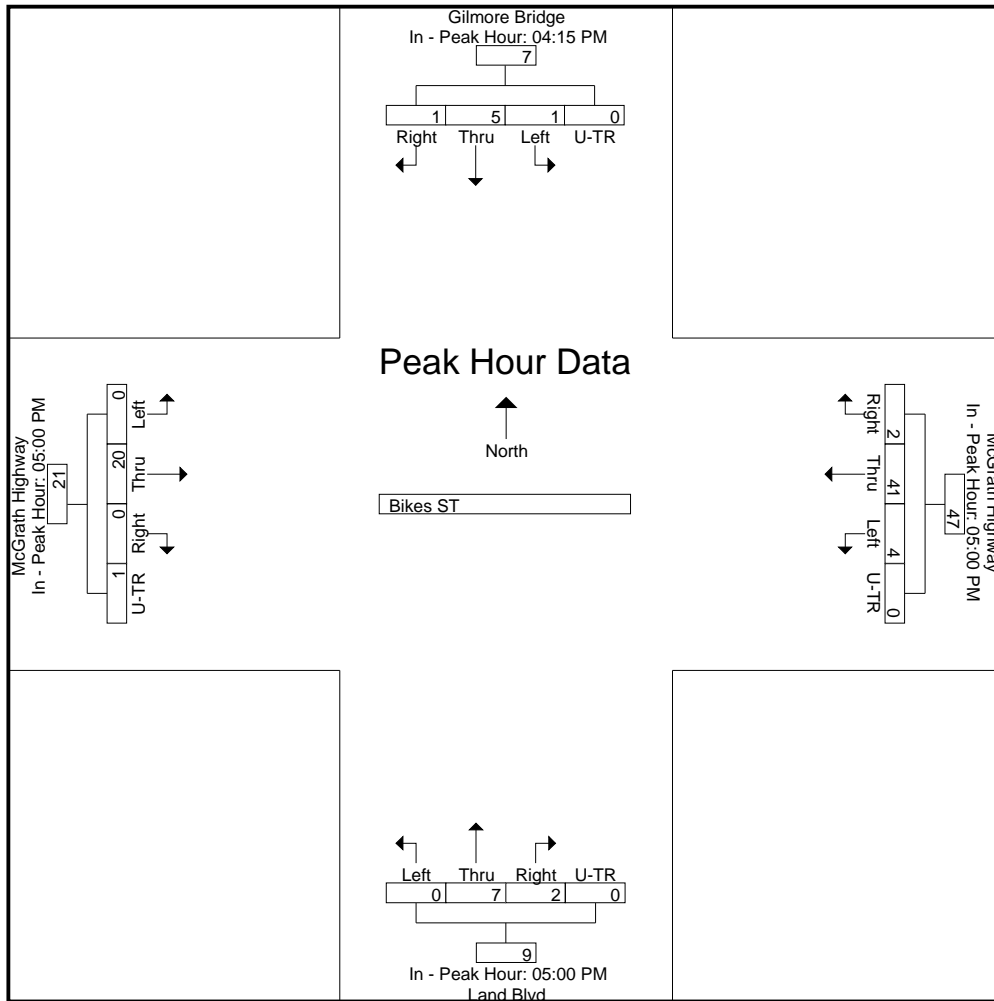 Gilmore Bridge
In - Peak Hour: 04:15 PM
7
1 5 1 0
Right Thru Left U-TR
Peak Hour Data
North
Bikes ST
McGrath Highway
In - Peak Hour: 05:00 PM
21
0 20 0 1
Left Thru Right U-TR
McGrath Highway
In - Peak Hour: 05:00 PM
47
2 41 4 0
Right Thru Left U-TR
Left Thru Right U-TR
0 7 2 0
9
In - Peak Hour: 05:00 PM
Land Blvd